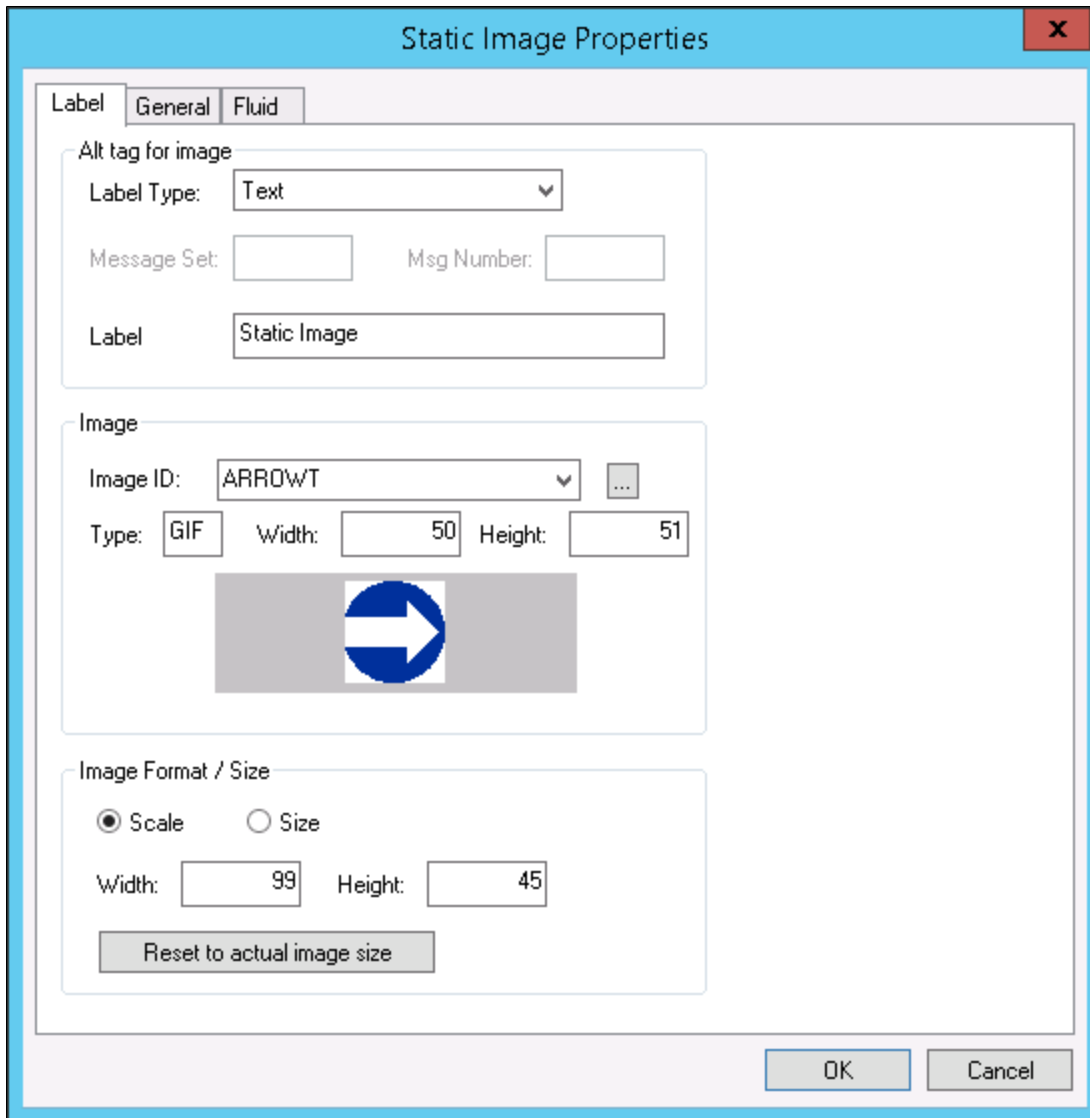 Static Image Properties
x
Label General Fluid
Alt tag for image
Label Type: Text
Message Set: Msg Number:
Label Static Image
Image
Image ID: ARROWT ...
Type: GIF Width: 50 Height: 51
Image Format / Size
Scale Size
Width: 99 Height: 45
Reset to actual image size
OK Cancel